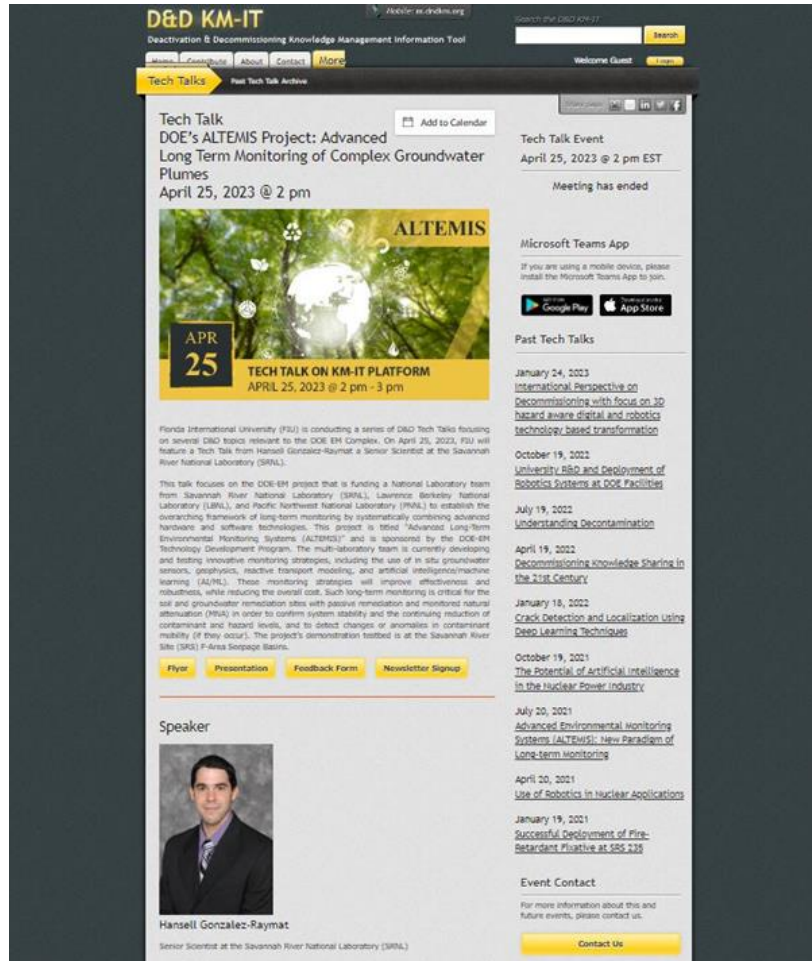 D&D KM-IT
Deactivation & Decommissioning Knowledge Management Information Tool
Mobile: m.dndkm.org
Search the D&D KM-IT
Search
Home
Contribute
About
Contact
More
Welcome Guest
Login
Tech Talks
Past Tech Talk Archive
Share page
Tech Talk
Add to Calendar
DOE's ALTEMIS Project: Advanced
Long Term Monitoring of Complex Groundwater
Plumes
April 25, 2023 @ 2 pm
ALTEMIS
APR
25
TECH TALK ON KM-IT PLATFORM
APRIL 25, 2023 @ 2 pm - 3 pm
Florida International University (FIU) is conducting a series of D&D Tech Talks focusing
on several D&D topics relevant to the DOE EM Complex. On April 25, 2023, FIU will
feature a Tech Talk from Hansell Gonzalez-Raymat a Senior Scientist at the Savannah
River National Laboratory (SRNL).
This talk focuses on the DOE-EM project that is funding a National Laboratory team
from Savannah River National Laboratory (SRNL), Lawrence Berkeley National
Laboratory (LBNL), and Pacific Northwest National Laboratory (PNNL) to establish the
overarching framework of long-term monitoring by systematically combining advanced
hardware and software technologies. This project is titled "Advanced Long-Term
Environmental Monitoring Systems (ALTEMIS)" and is sponsored by the DOE-EM
Technology Development Program. The multi-laboratory team is currently developing
and testing innovative monitoring strategies, including the use of in situ groundwater
sensors, geophysics, reactive transport modeling, and artificial intelligence/machine
learning (AI/ML). These monitoring strategies will improve effectiveness and
robustness, while reducing the overall cost. Such long-term monitoring is critical for the
soil and groundwater remediation sites with passive remediation and monitored natural
attenuation (MNA) in order to confirm system stability and the continuing reduction of
contaminant and hazard levels, and to detect changes or anomalies in contaminant
mobility (if they occur). The project's demonstration testbed is at the Savannah River
Site (SRS) F-Area Seepage Basins.
Flyer
Presentation
Feedback Form
Newsletter Signup
Speaker
Hansell Gonzalez-Raymat
Senior Scientist at the Savannah River National Laboratory (SRNL)
Tech Talk Event
April 25, 2023 @ 2 pm EST
Meeting has ended
Microsoft Teams App
If you are using a mobile device, please
install the Microsoft Teams App to join.
Google Play
App Store
Past Tech Talks
January 24, 2023
International Perspective on
Decommissioning with focus on 3D
hazard aware digital and robotics
technology based transformation
October 19, 2022
University R&D and Deployment of
Robotics Systems at DOE Facilities
July 19, 2022
Understanding Decontamination
April 19, 2022
Decommissioning Knowledge Sharing in
the 21st Century
January 18, 2022
Crack Detection and Localization Using
Deep Learning Techniques
October 19, 2021
The Potential of Artificial Intelligence
in the Nuclear Power Industry
July 20, 2021
Advanced Environmental Monitoring
Systems (ALTEMIS): New Paradigm of
Long-term Monitoring
April 20, 2021
Use of Robotics in Nuclear Applications
January 19, 2021
Successful Deployment of Fire-
Retardant Fixative at SRS 235
Event Contact
For more information about this and
future events, please contact us.
Contact Us